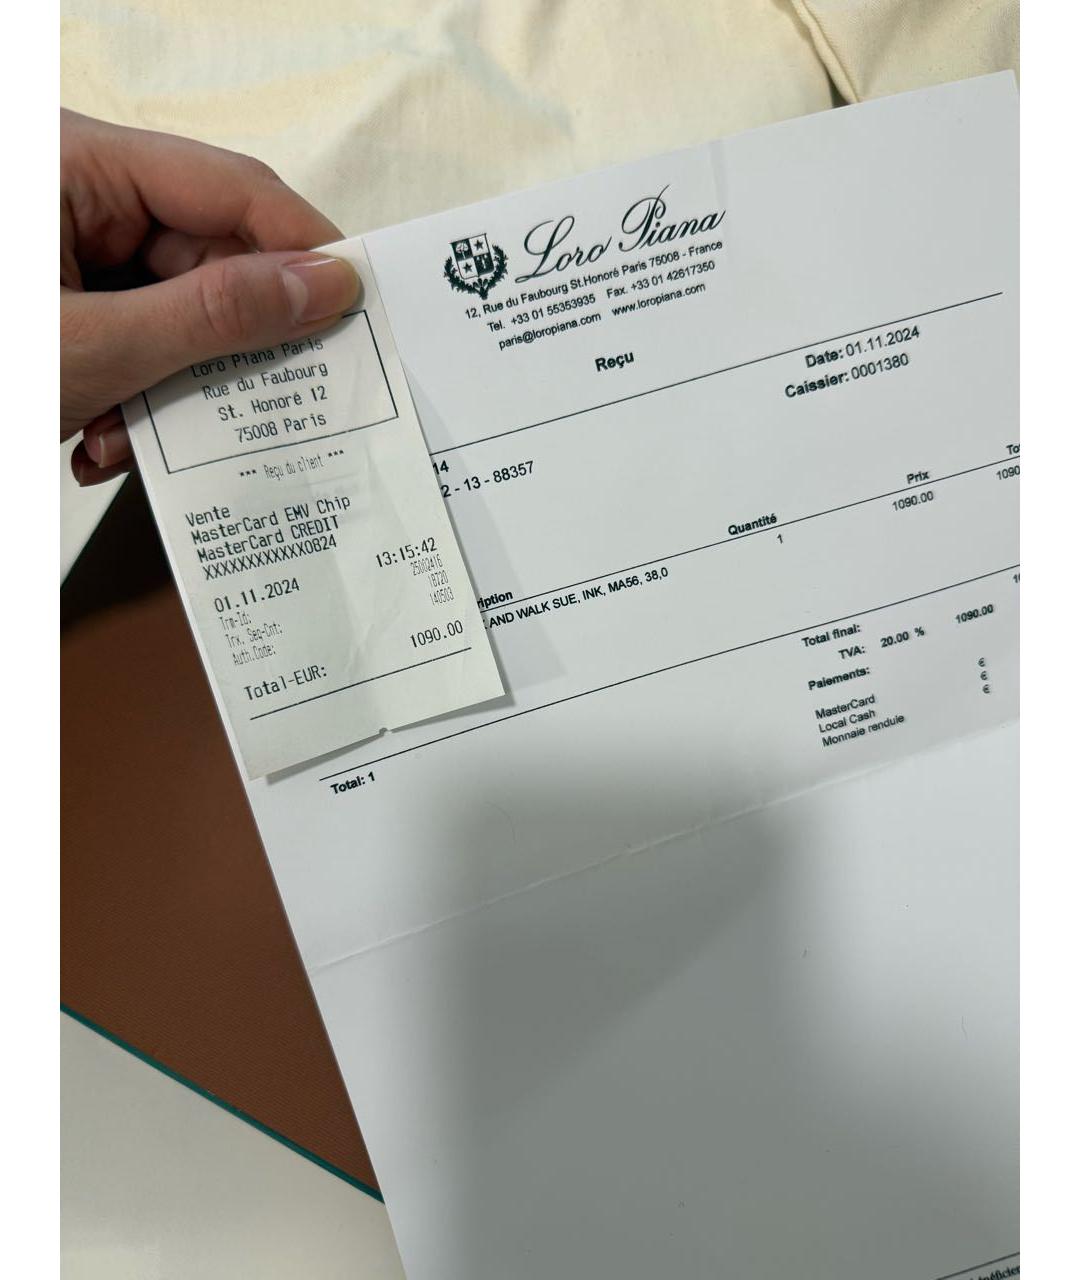 Loro Piana
12, Rue du Faubourg St.Honoré Paris 75008 - France
Tel. +33 01 55353935 Fax. +33 01 42617350
paris@loropiana.com www.loropiana.com
Reçu
Date: 01.11.2024
Caissier: 0001380
14
2 - 13 - 88357
Quantité Prix
1 1090.00 1090
AND WALK SUE, INK, MA56, 38,0
Total final: 1090.00
TVA: 20.00 %
Paiements:
MasterCard €
Local Cash €
Monnaie rendue €
Total: 1
Loro Piana Paris
Rue du Faubourg
St. Honoré 12
75008 Paris
*** Reçu du client ***
Vente
MasterCard EMV Chip
MasterCard CREDIT
XXXXXXXXXXXX0824
01.11.2024 13:15:42
Trm-Id: 25002416
Trx. Seq-Cnt: 18720
Auth.Code: 140503
Total-EUR: 1090.00